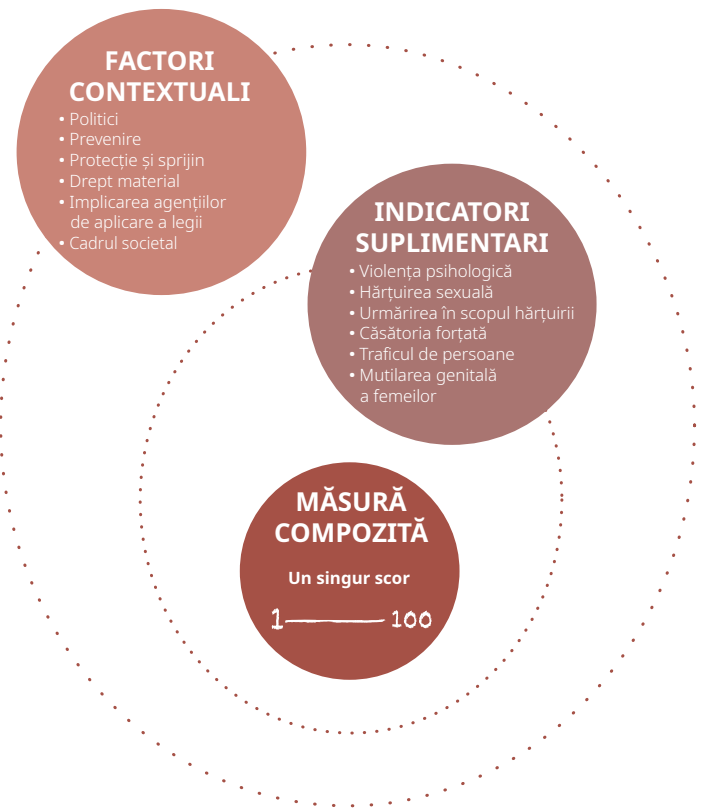 FACTORI
CONTEXTUALI
• Politici
• Prevenire
• Protecție și sprijin
• Drept material
• Implicarea agențiilor
de aplicare a legii
• Cadrul societal
INDICATORI
SUPLIMENTARI
• Violența psihologică
• Hărțuirea sexuală
• Urmărirea în scopul hărțuirii
• Căsătoria forțată
• Traficul de persoane
• Mutilarea genitală
a femeilor
MĂSURĂ
COMPOZITĂ
Un singur scor
1 100